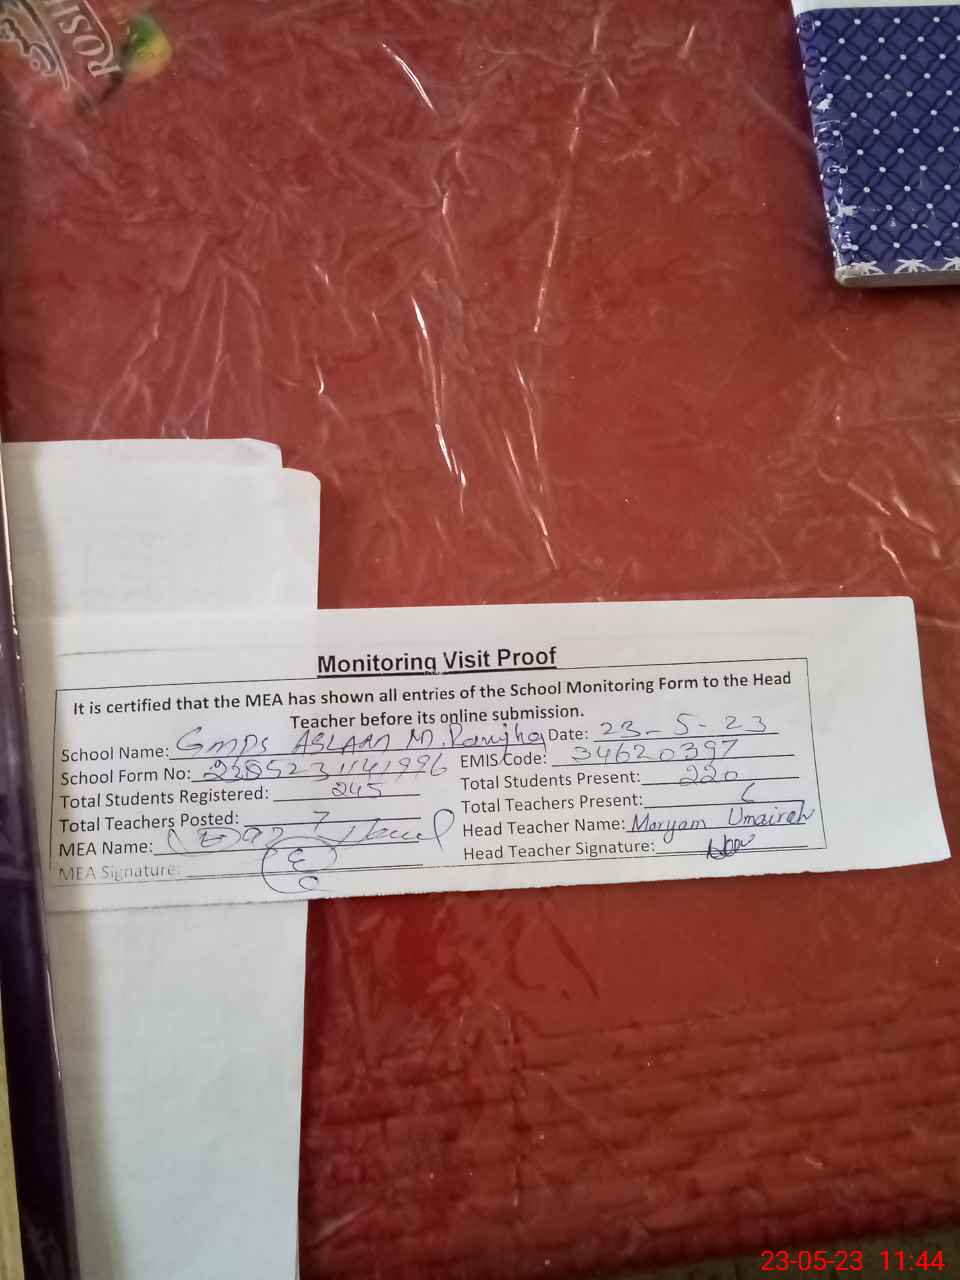 ROSH
Monitoring Visit Proof
It is certified that the MEA has shown all entries of the School Monitoring Form to the Head
Teacher before its online submission.
School Name: GMPS ASLAM M. Ranjha Date: 23-5-23
School Form No: EMIS Code: 34620397
Total Students Registered: 245 Total Students Present: 220
Total Teachers Posted: 7 Total Teachers Present: 6
MEA Name: Head Teacher Name: Maryam Umairah
MEA Signature: Head Teacher Signature:
23-05-23 11:44